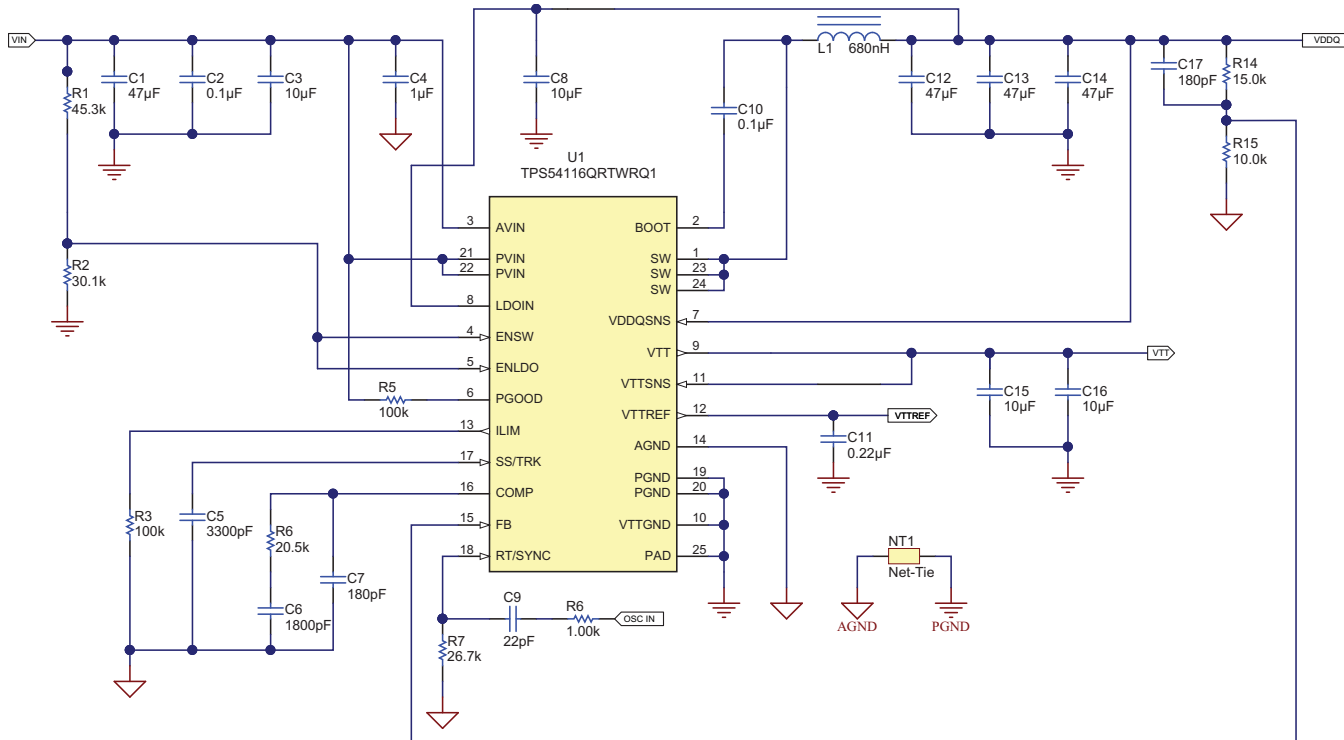 VIN
R1
45.3k
C1
47µF
C2
0.1µF
C3
10µF
C4
1µF
C8
10µF
C10
0.1µF
L1 680nH
C12
47µF
C13
47µF
C14
47µF
C17
180pF
R14
15.0k
VDDQ
R15
10.0k
R2
30.1k
U1
TPS54116QRTWRQ1
3 AVIN BOOT 2
21 PVIN SW 1
22 PVIN SW 23
SW 24
8 LDOIN
VDDQSNS 7
4 ENSW
VTT 9
VTT
5 ENLDO
VTTSNS 11
R5
100k
6 PGOOD
VTTREF 12
VTTREF
C15
10µF
C16
10µF
C11
0.22µF
13 ILIM
AGND 14
17 SS/TRK
PGND 19
16 COMP
PGND 20
15 FB
VTTGND 10
18 RT/SYNC
PAD 25
R3
100k
C5
3300pF
R6
20.5k
C6
1800pF
C7
180pF
C9
22pF
R6
1.00k
OSC IN
R7
26.7k
NT1
Net-Tie
AGND
PGND